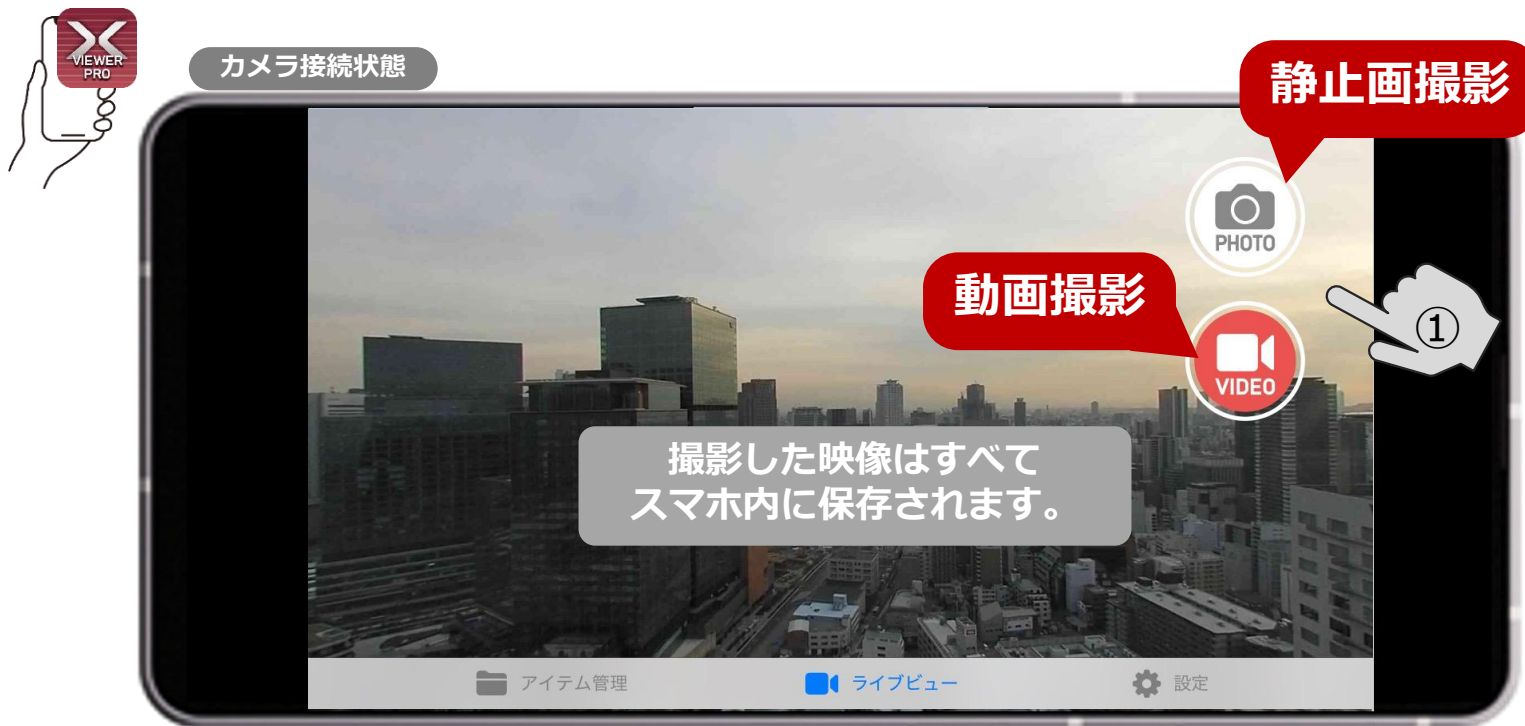 VIEWER
PRO
カメラ接続状態
静止画撮影
PHOTO
動画撮影
①
VIDEO
撮影した映像はすべて
スマホ内に保存されます。
アイテム管理
ライブビュー
設定